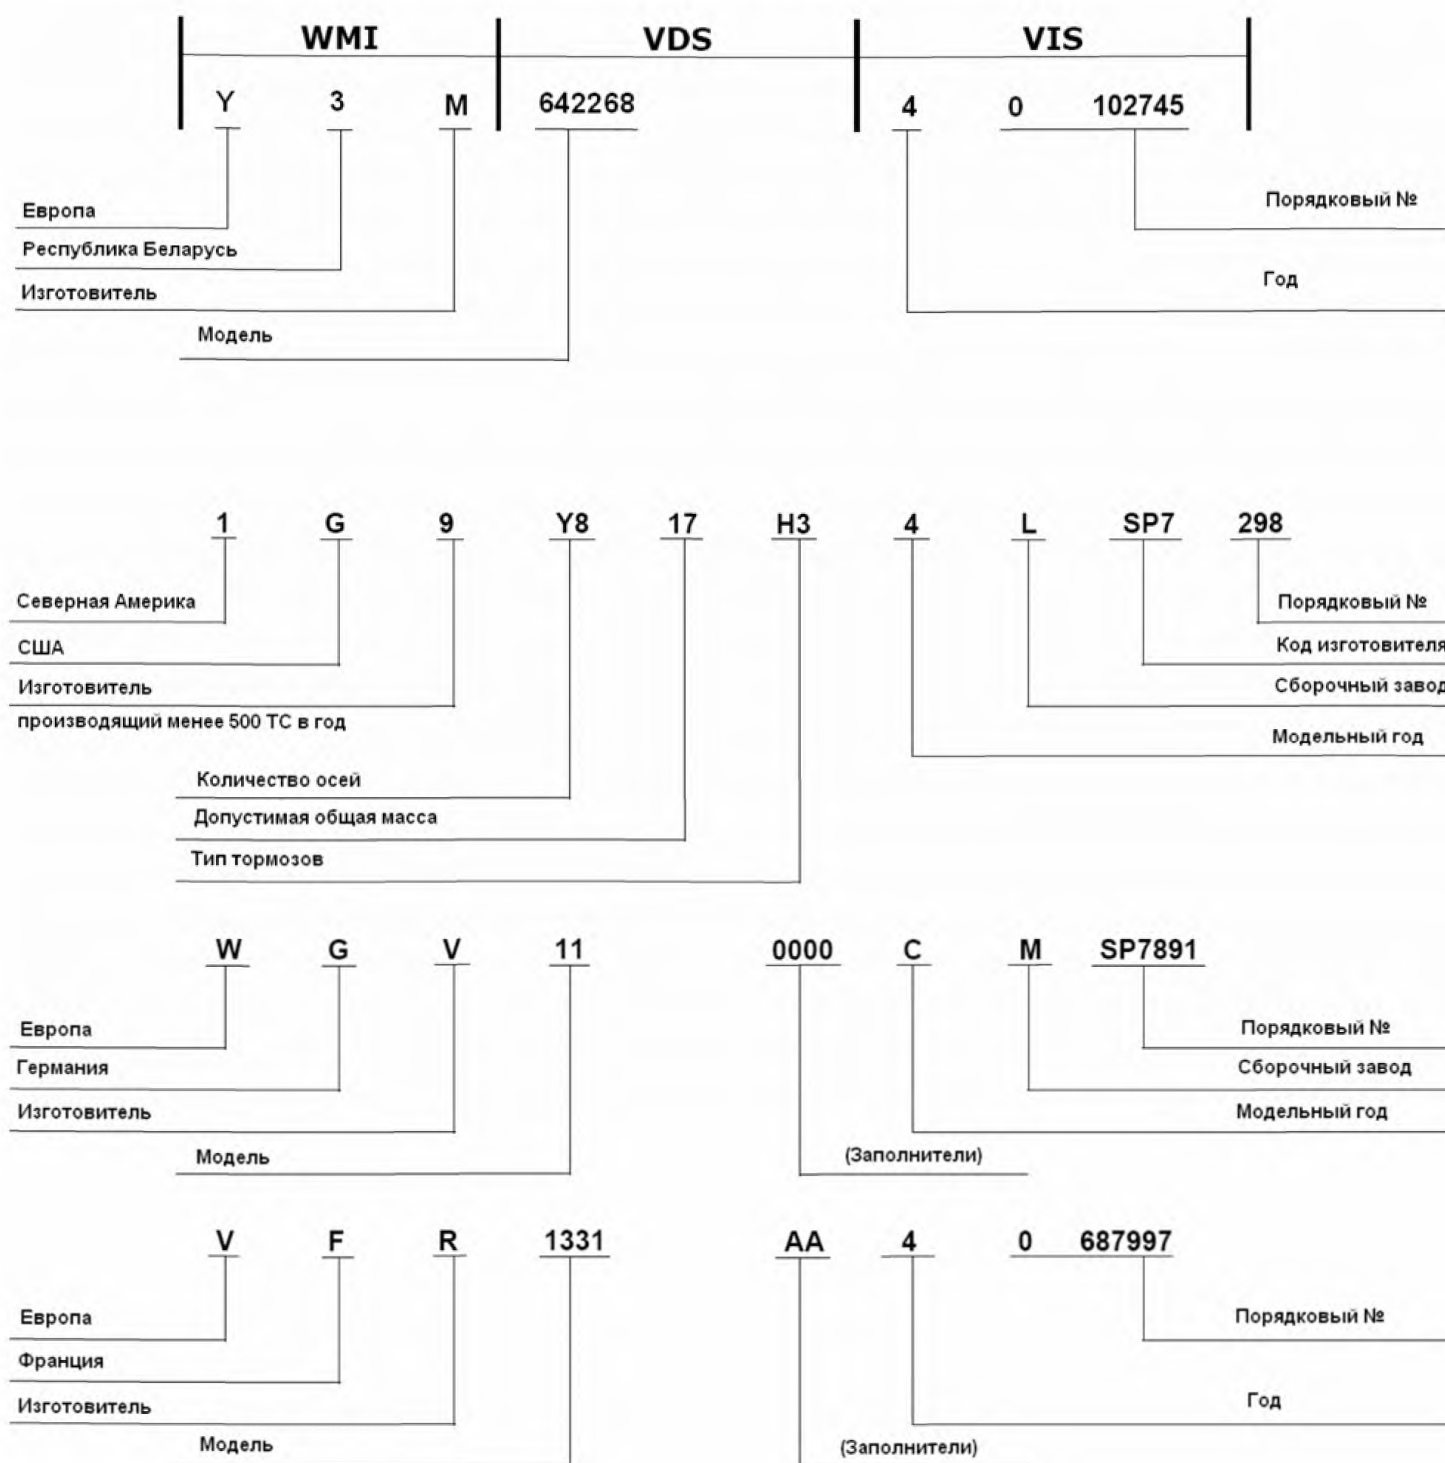 WMI VDS VIS
Y 3 M 642268 4 0 102745
Европа
Порядковый №
Республика Беларусь
Год
Изготовитель
Модель
1 G 9 Y8 17 H3 4 L SP7 298
Северная Америка
Порядковый №
США
Код изготовителя
Изготовитель
Сборочный завод
производящий менее 500 ТС в год
Модельный год
Количество осей
Допустимая общая масса
Тип тормозов
W G V 11 0000 C M SP7891
Европа
Порядковый №
Германия
Сборочный завод
Изготовитель
Модельный год
Модель
(Заполнители)
V F R 1331 AA 4 0 687997
Европа
Порядковый №
Франция
Год
Изготовитель
Модель
(Заполнители)